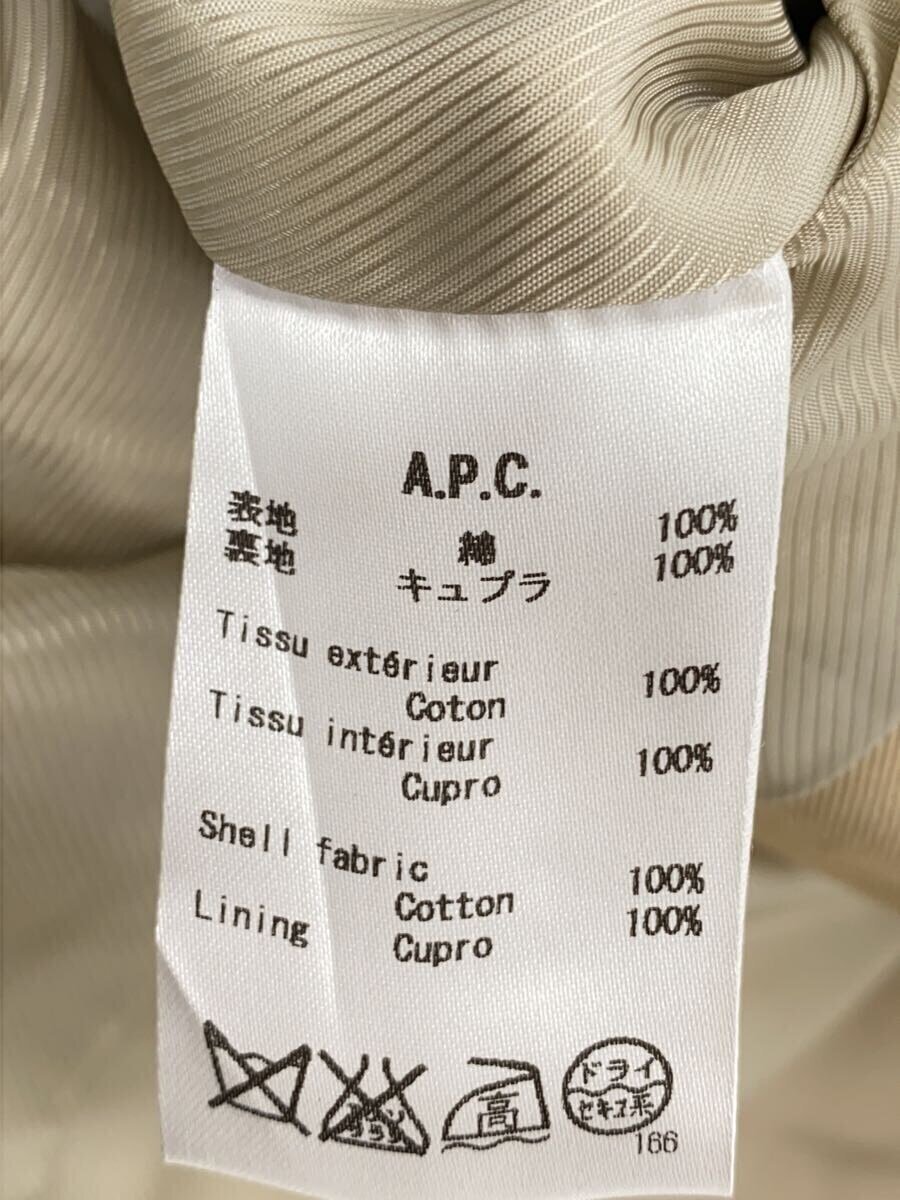 A.P.C.
表地 綿 100%
裏地 キュプラ 100%
Tissu extérieur
Coton 100%
Tissu intérieur
Cupro 100%
Shell fabric
Cotton 100%
Lining
Cupro 100%
高
ドライ
セキユ系
166